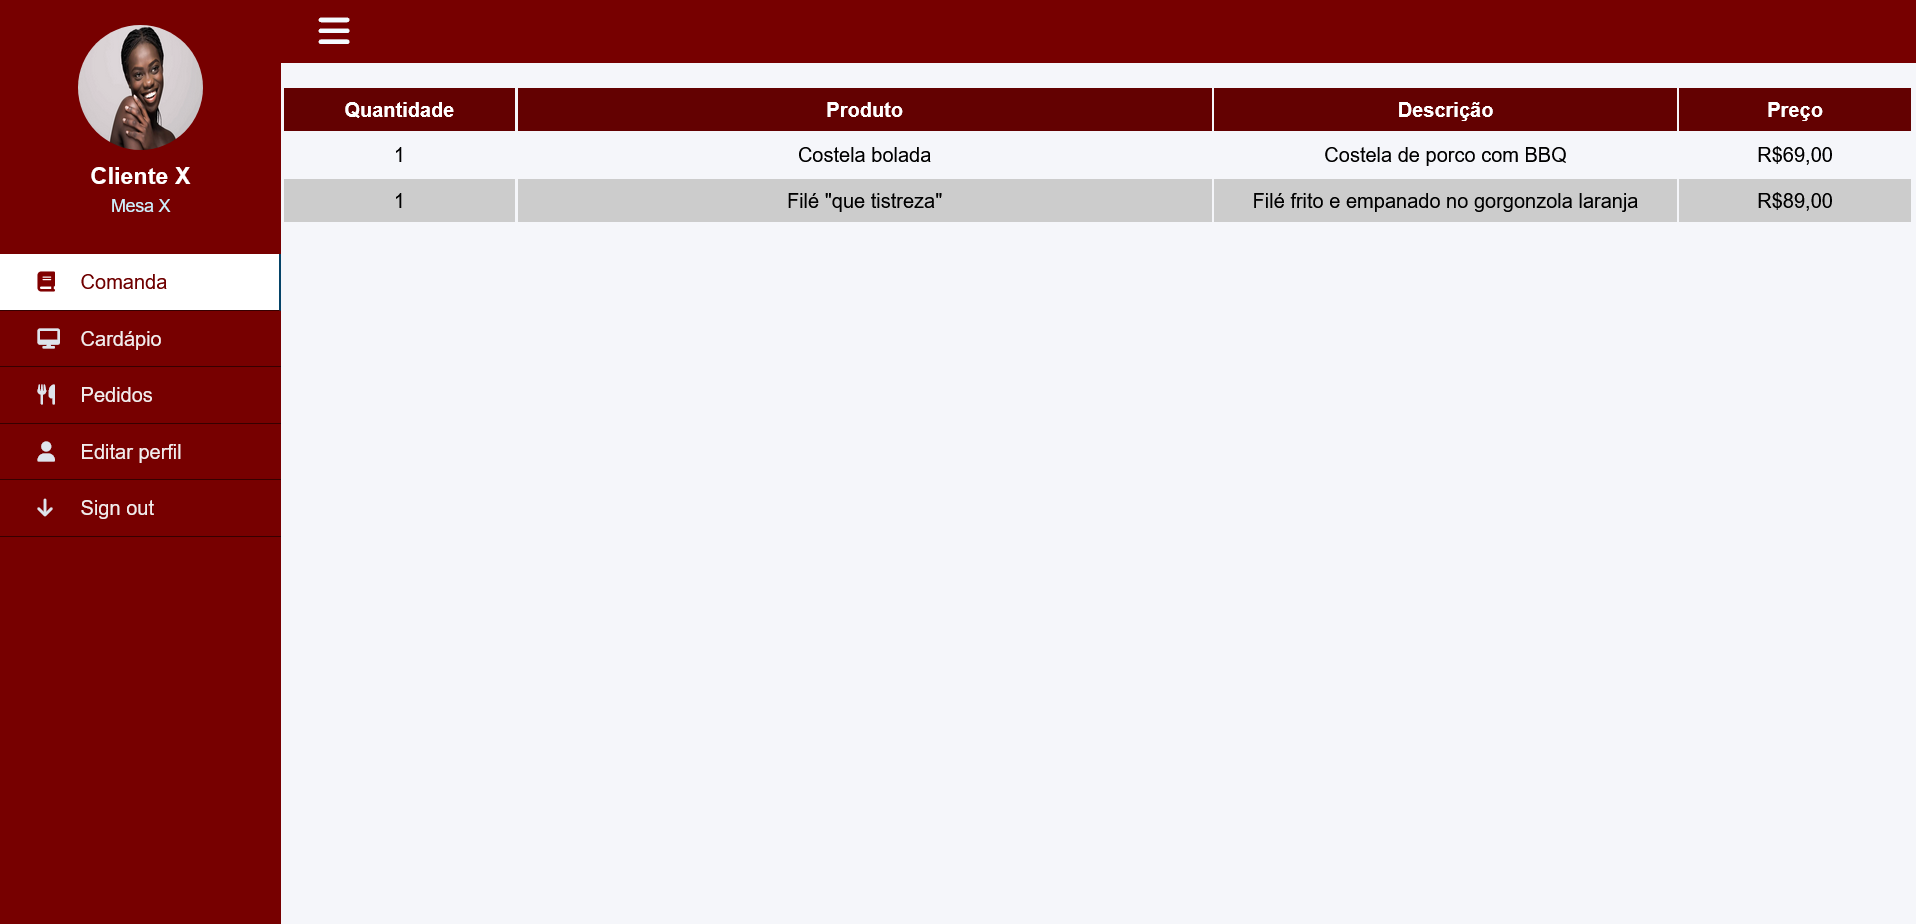 Cliente X
Mesa X
Comanda
Cardápio
Pedidos
Editar perfil
Sign out
Quantidade Produto Descrição Preço
1 Costela bolada Costela de porco com BBQ R$69,00
1 Filé "que tistreza" Filé frito e empanado no gorgonzola laranja R$89,00